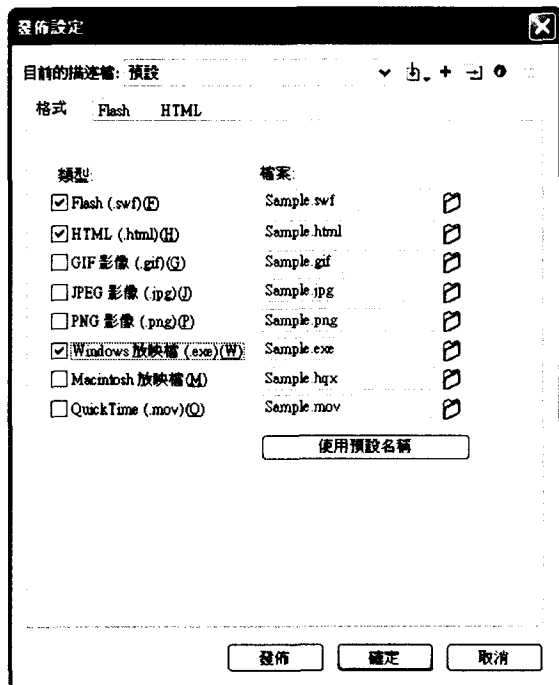 發佈設定
目前的描述檔: 預設
格式 Flash HTML
類型: 檔案:
Flash (.swf)(F) Sample.swf
HTML (.html)(H) Sample.html
GIF 影像 (.gif)(G) Sample.gif
JPEG 影像 (.jpg)(J) Sample.jpg
PNG 影像 (.png)(P) Sample.png
Windows 放映檔 (.exe)(W) Sample.exe
Macintosh 放映檔(M) Sample.hqx
QuickTime (.mov)(Q) Sample.mov
使用預設名稱
發佈 確定 取消